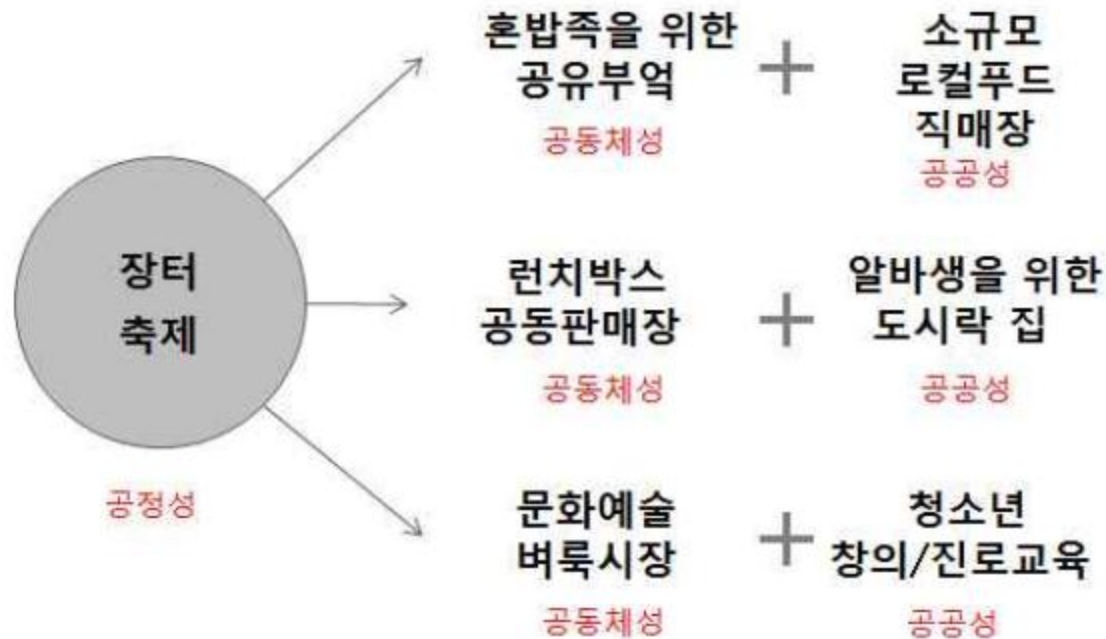 혼밥족을 위한
공유부엌
공동체성
+
소규모
로컬푸드
직매장
공공성
장터
축제
공정성
런치박스
공동판매장
공동체성
+
알바생을 위한
도시락 집
공공성
문화예술
벼룩시장
공동체성
+
청소년
창의/진로교육
공공성